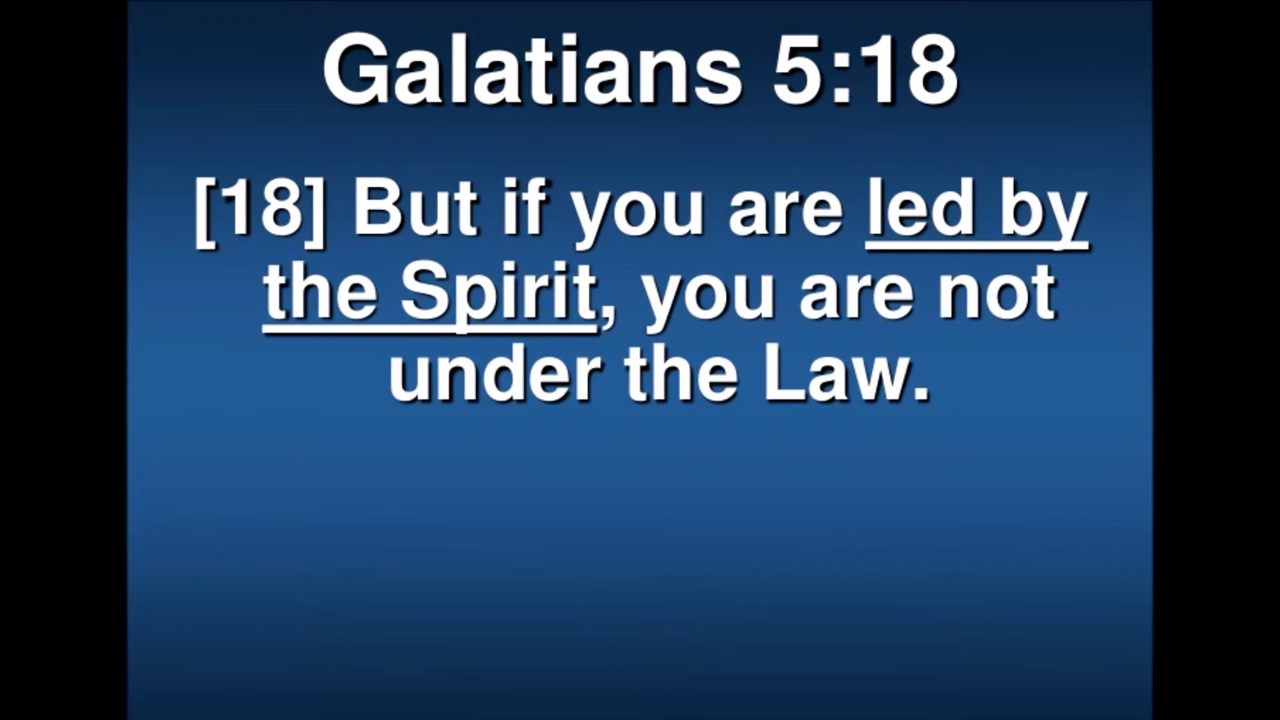 Galatians 5:18
[18] But if you are led by
the Spirit, you are not
under the Law.